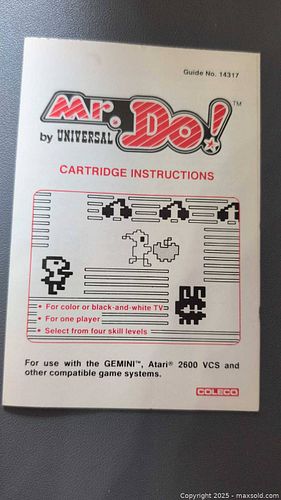 Guide No. 14317
Mr. Do!™
by UNIVERSAL
CARTRIDGE INSTRUCTIONS
• For color or black-and-white TV
• For one player
• Select from four skill levels
For use with the GEMINI™, Atari® 2600 VCS and
other compatible game systems.
COLECO
Copyright © 2025 - maxsold.com